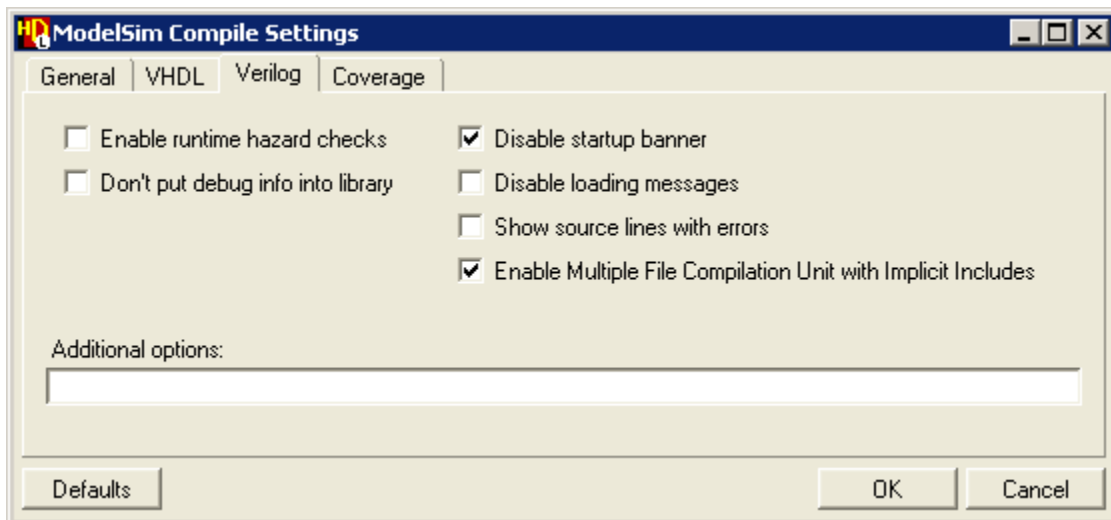 ModelSim Compile Settings
General VHDL Verilog Coverage
Enable runtime hazard checks
Don't put debug info into library
Disable startup banner
Disable loading messages
Show source lines with errors
Enable Multiple File Compilation Unit with Implicit Includes
Additional options:
Defaults OK Cancel